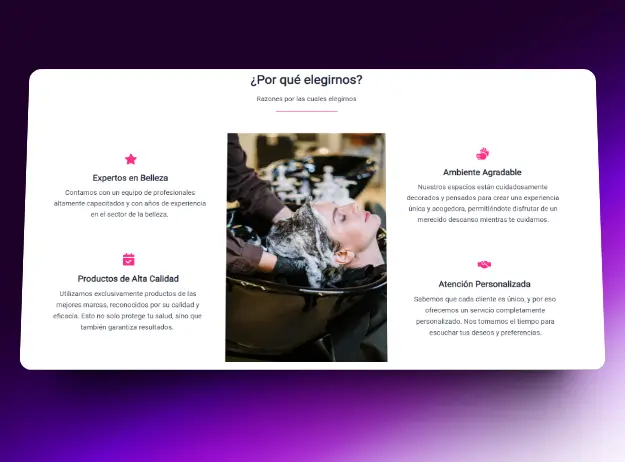 ¿Por qué elegirnos?
Razones por las cuales elegirnos
Expertos en Belleza
Contamos con un equipo de profesionales
altamente capacitados y con años de experiencia
en el sector de la belleza.
Productos de Alta Calidad
Utilizamos exclusivamente productos de las
mejores marcas, reconocidos por su calidad y
eficacia. Esto no solo protege tu salud, sino que
también garantiza resultados.
Ambiente Agradable
Nuestros espacios están cuidadosamente
decorados y pensados para crear una experiencia
única y acogedora, permitiéndote disfrutar de un
merecido descanso mientras te cuidamos.
Atención Personalizada
Sabemos que cada cliente es único, y por eso
ofrecemos un servicio completamente
personalizado. Nos tomamos el tiempo para
escuchar tus deseos y preferencias.